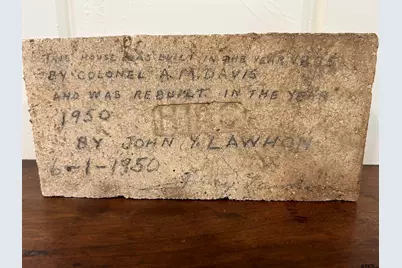 THIS HOUSE WAS BUILT IN THE YEAR 1895
BY COLONEL A.M. DAVIS
AND WAS REBUILT IN THE YEAR
1950
BY JOHN Y. LAWHON
6-1-1950